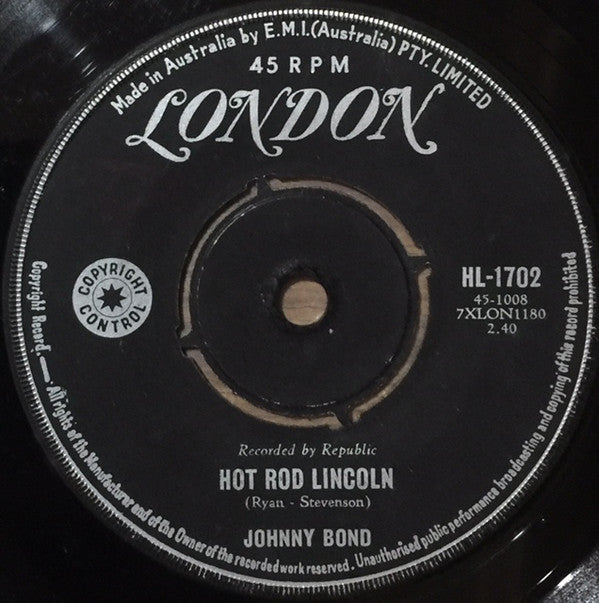 Made in Australia by E.M.I.(Australia) PTY. LIMITED
45 RPM
LONDON
COPYRIGHT
CONTROL
HL-1702
45-1008
7XLON1180
2.40
Recorded by Republic
HOT ROD LINCOLN
(Ryan - Stevenson)
JOHNNY BOND
Copyright Record. — All rights of the Manufacturer and of the Owner of the recorded work reserved. Unauthorised public performance broadcasting and copying of this record prohibited